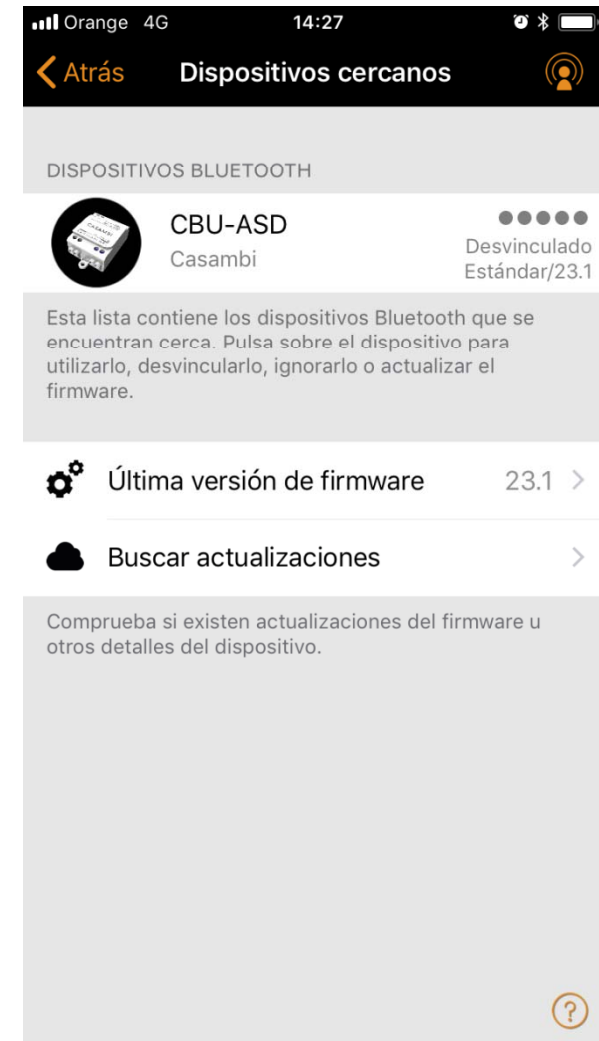 Orange 4G 14:27
Atrás Dispositivos cercanos
DISPOSITIVOS BLUETOOTH
CBU-ASD
Casambi
Desvinculado
Estándar/23.1
Esta lista contiene los dispositivos Bluetooth que se
encuentran cerca. Pulsa sobre el dispositivo para
utilizarlo, desvincularlo, ignorarlo o actualizar el
firmware.
Última versión de firmware 23.1
Buscar actualizaciones
Comprueba si existen actualizaciones del firmware u
otros detalles del dispositivo.
?